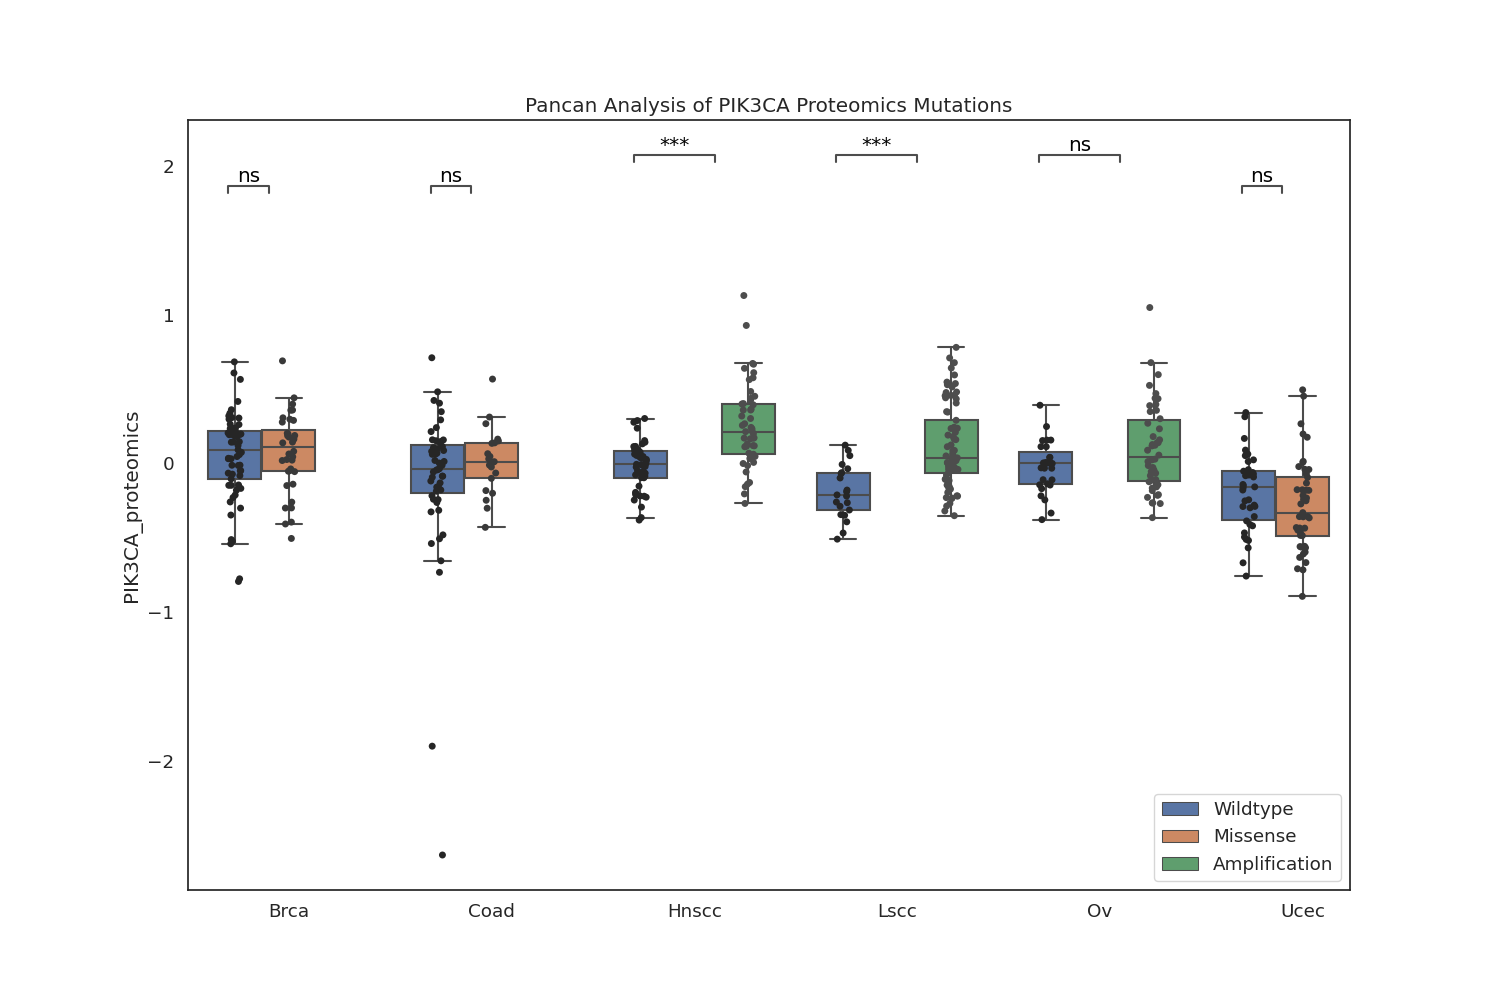 Pancan Analysis of PIK3CA Proteomics Mutations
*** *** ns
ns ns ns
2
1
0
−1
−2
PIK3CA_proteomics
Wildtype
Missense
Amplification
Brca Coad Hnscc Lscc Ov Ucec